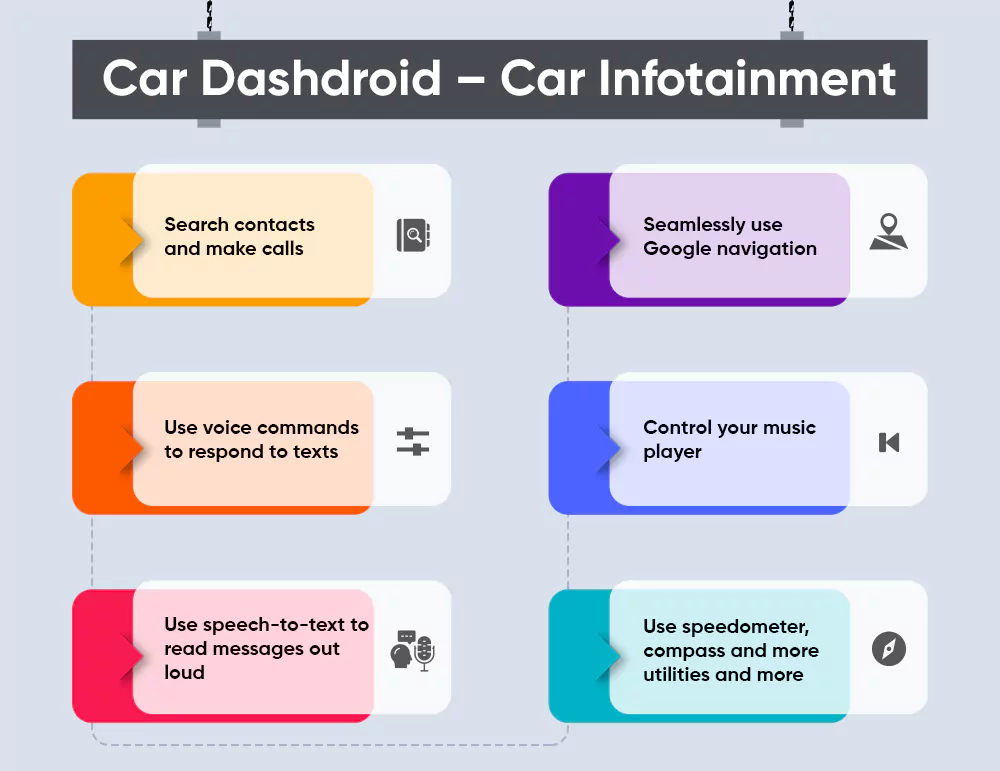 Car Dashdroid – Car Infotainment
Search contacts
and make calls
Use voice commands
to respond to texts
Use speech-to-text to
read messages out
loud
Seamlessly use
Google navigation
Control your music
player
Use speedometer,
compass and more
utilities and more